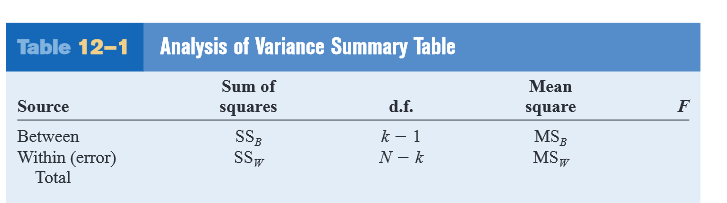 Table 12–1 Analysis of Variance Summary Table
Sum of Mean
Source squares d.f. square F
Between SS_B k − 1 MS_B
Within (error) SS_W N − k MS_W
Total